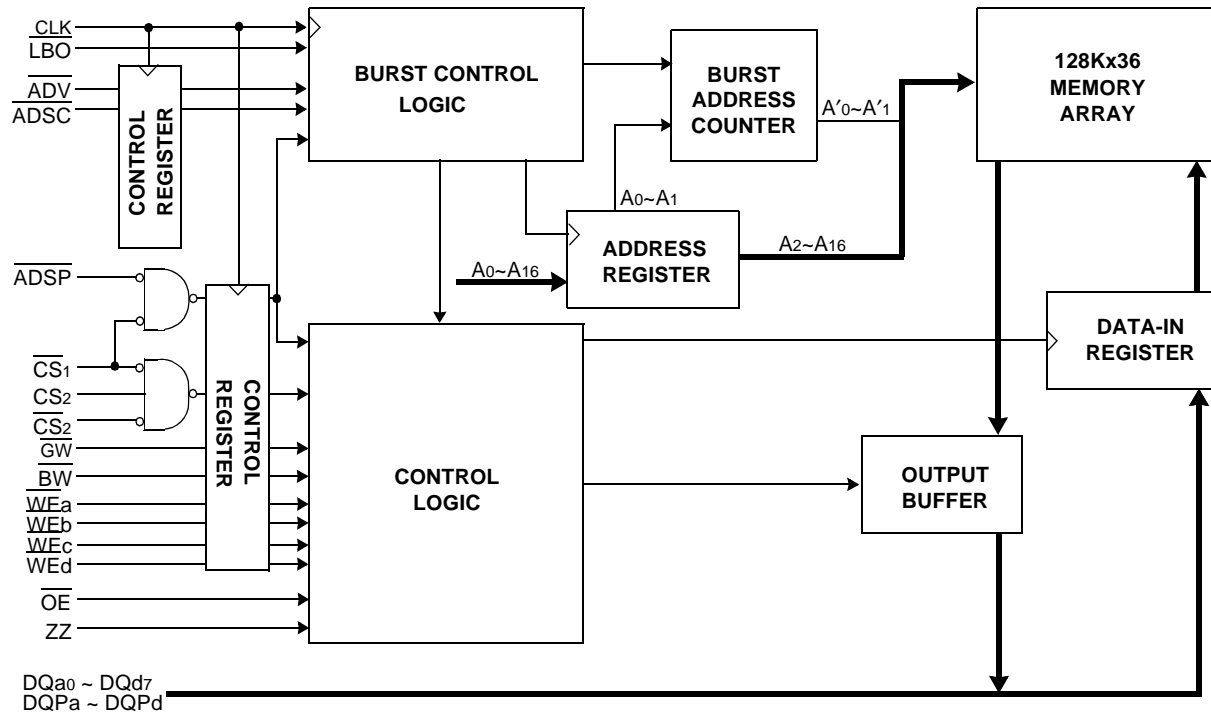 CLK
LBO
ADV
ADSC
CONTROL
REGISTER
BURST CONTROL
LOGIC
BURST
ADDRESS
COUNTER
A′0~A′1
128Kx36
MEMORY
ARRAY
A0~A1
ADDRESS
REGISTER
A2~A16
A0~A16
ADSP
CS1
CS2
CS2
GW
BW
WEa
WEb
WEc
WEd
OE
ZZ
CONTROL
REGISTER
CONTROL
LOGIC
DATA-IN
REGISTER
OUTPUT
BUFFER
DQa0 ~ DQd7
DQPa ~ DQPd